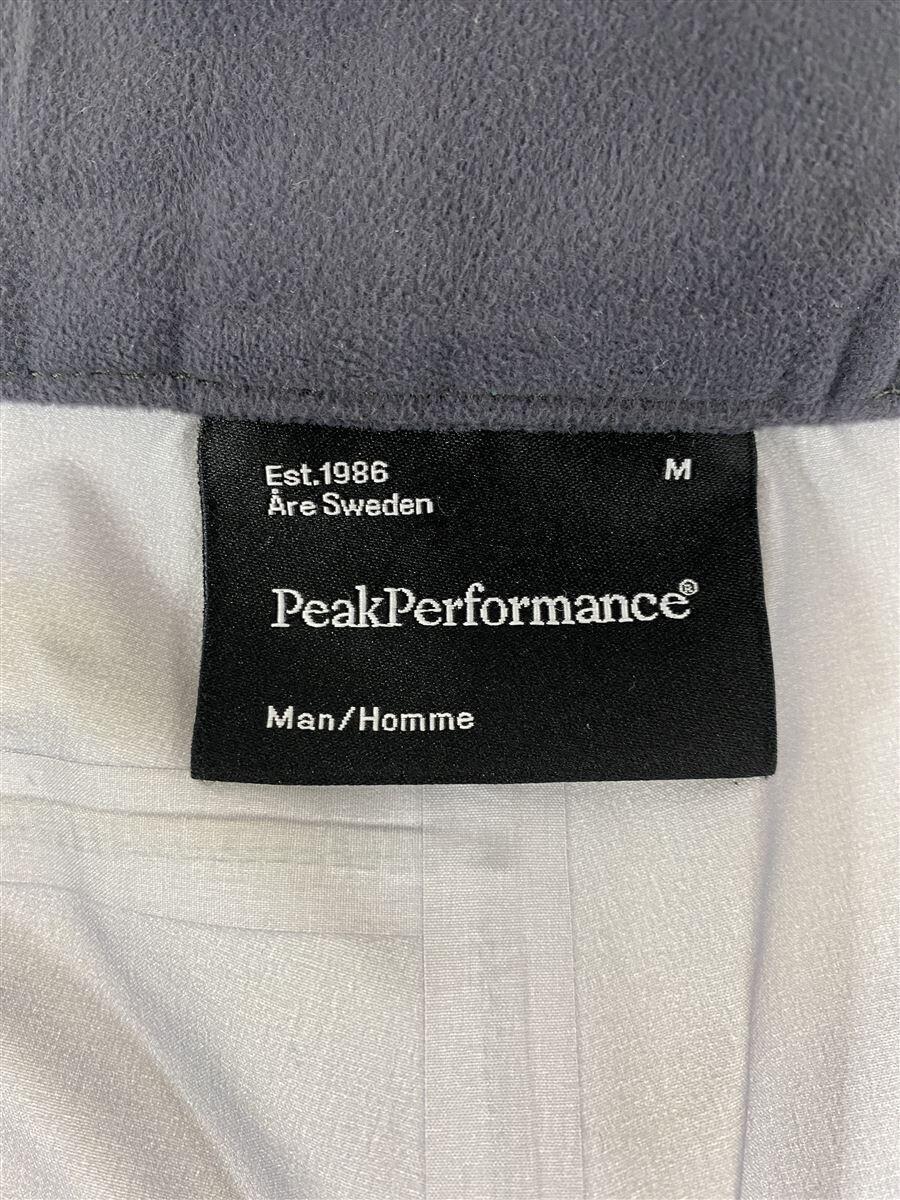 Est.1986
M
Åre Sweden
PeakPerformance®
Man/Homme